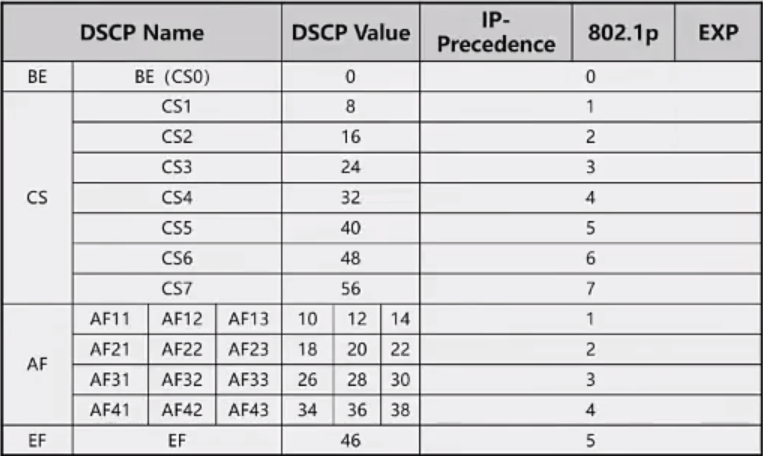 DSCP Name DSCP Value IP-Precedence 802.1p EXP
BE BE (CS0) 0 0
CS CS1 8 1
CS2 16 2
CS3 24 3
CS4 32 4
CS5 40 5
CS6 48 6
CS7 56 7
AF AF11 AF12 AF13 10 12 14 1
AF21 AF22 AF23 18 20 22 2
AF31 AF32 AF33 26 28 30 3
AF41 AF42 AF43 34 36 38 4
EF EF 46 5